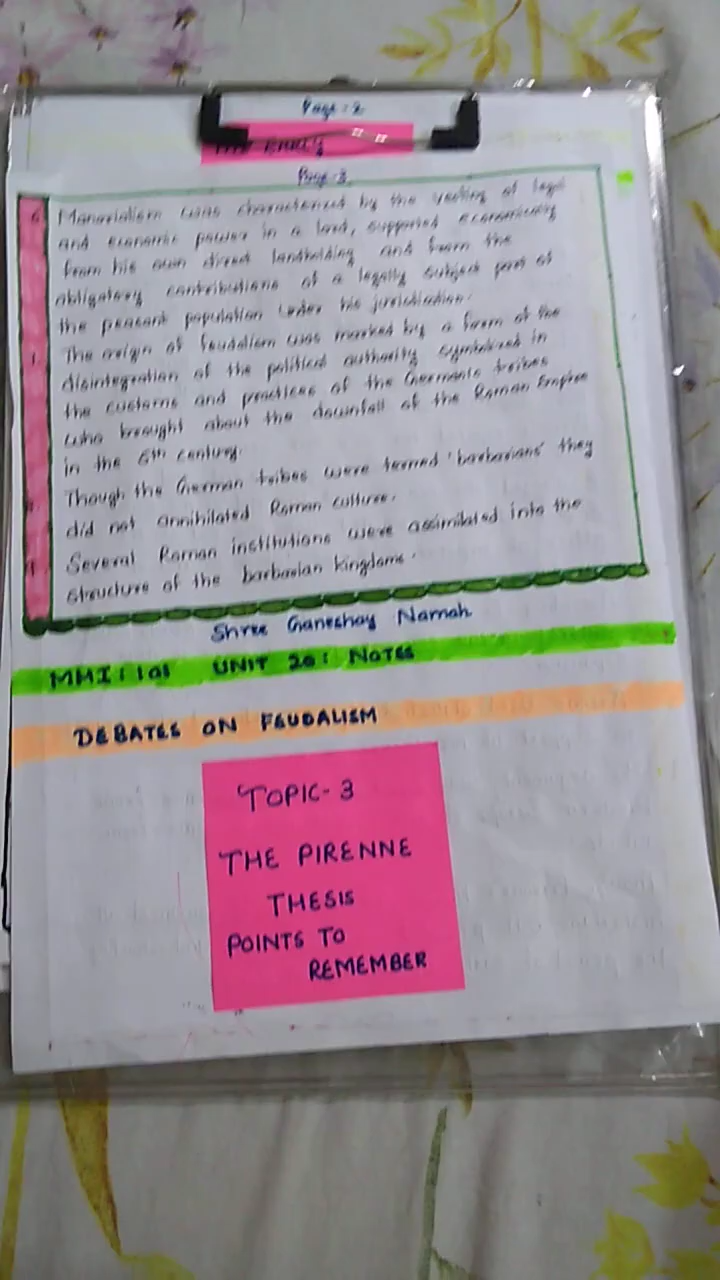 Page-2
Page-2
Manorialism was characterised by the vesting of legal
and economic power in a lord, supported economically
from his own direct landholding and from the
obligatory contributions of a legally subject part of
the peasant population under his jurisdiction.
The origin of feudalism was marked by a form of the
disintegration of the political authority symbolized in
the customs and practices of the Germanic tribes
who brought about the downfall of the Roman Empire
in the 5th century.
Though the German tribes were termed 'barbarians' they
did not annihilated Roman culture.
Several Roman institutions were assimilated into the
structure of the barbarian kingdoms.
Shree Ganeshay Namah
MHI: 101 UNIT 20: NOTES
DEBATES ON FEUDALISM
TOPIC-3
THE PIRENNE
THESIS
POINTS TO
REMEMBER